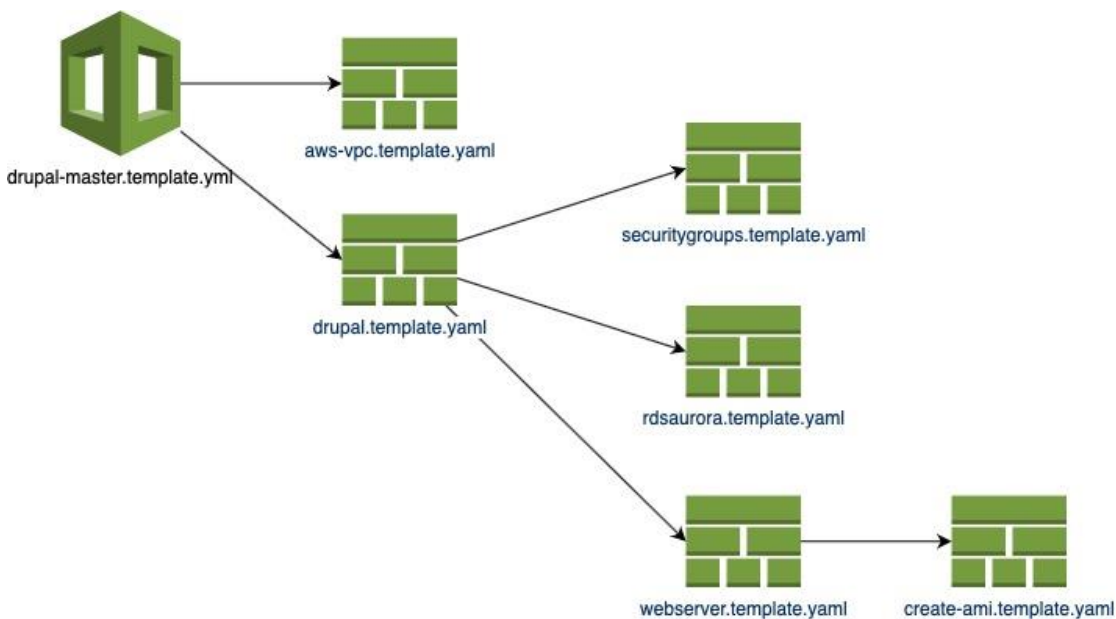 drupal-master.template.yml
aws-vpc.template.yaml
securitygroups.template.yaml
drupal.template.yaml
rdsaurora.template.yaml
webserver.template.yaml
create-ami.template.yaml